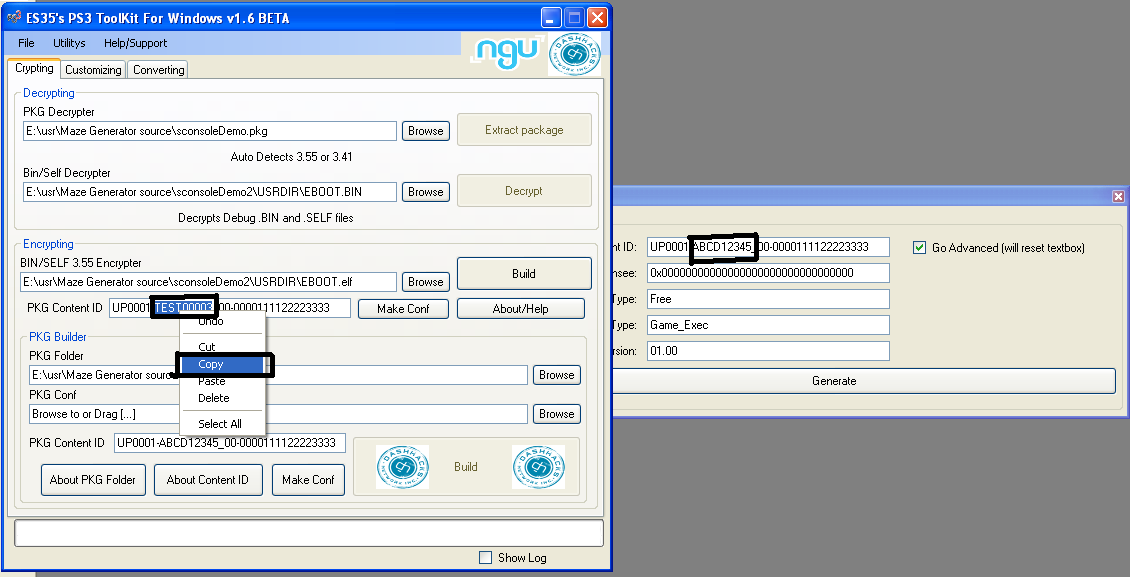 ES35's PS3 ToolKit For Windows v1.6 BETA
File Utilitys Help/Support
ngu
DASHHACKS
NETWORK INC.
Crypting Customizing Converting
Decrypting
PKG Decrypter
E:\usr\Maze Generator source\sconsoleDemo.pkg Browse Extract package
Auto Detects 3.55 or 3.41
Bin/Self Decrypter
E:\usr\Maze Generator source\sconsoleDemo2\USRDIR\EBOOT.BIN Browse Decrypt
Decrypts Debug .BIN and .SELF files
Encrypting
BIN/SELF 3.55 Encrypter
E:\usr\Maze Generator source\sconsoleDemo2\USRDIR\EBOOT.elf Browse Build
PKG Content ID UP0001-TEST00003_00-0000111122223333 Make Conf About/Help
Undo
Cut
Copy
Paste
Delete
Select All
PKG Builder
PKG Folder
E:\usr\Maze Generator sourc Browse
PKG Conf
Browse to or Drag [...] Browse
PKG Content ID UP0001-ABCD12345_00-0000111122223333
About PKG Folder About Content ID Make Conf
DASHHACKS
NETWORK INC.
Build
DASHHACKS
NETWORK INC.
Show Log
nt ID: UP0001-ABCD12345_00-0000111122223333 Go Advanced (will reset textbox)
nsee: 0x00000000000000000000000000000000
Type: Free
Type: Game_Exec
rsion: 01.00
Generate